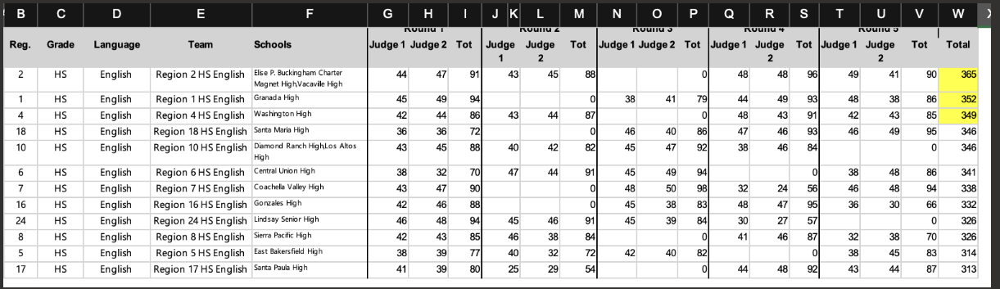 B C D E F G H I J K L M N O P Q R S T U V W
Round 1 Round 2 Round 3 Round 4 Round 5
Reg. Grade Language Team Schools Judge 1 Judge 2 Tot Judge 1 Judge 2 Tot Judge 1 Judge 2 Tot Judge 1 Judge 2 Tot Judge 1 Judge 2 Tot Total
2 HS English Region 2 HS English Elise P. Buckingham Charter Magnet High,Vacaville High 44 47 91 43 45 88 0 48 48 96 49 41 90 365
1 HS English Region 1 HS English Granada High 45 49 94 0 38 41 79 44 49 93 48 38 86 352
4 HS English Region 4 HS English Washington High 42 44 86 43 44 87 0 48 43 91 42 43 85 349
18 HS English Region 18 HS English Santa Maria High 36 36 72 0 46 40 86 47 46 93 46 49 95 346
10 HS English Region 10 HS English Diamond Ranch High,Los Altos High 43 45 88 40 42 82 45 47 92 38 46 84 0 346
6 HS English Region 6 HS English Central Union High 38 32 70 47 44 91 45 49 94 0 38 48 86 341
7 HS English Region 7 HS English Coachella Valley High 43 47 90 0 48 50 98 32 24 56 46 48 94 338
16 HS English Region 16 HS English Gonzales High 42 46 88 0 45 38 83 48 47 95 36 30 66 332
24 HS English Region 24 HS English Lindsay Senior High 46 48 94 45 46 91 45 39 84 30 27 57 0 326
8 HS English Region 8 HS English Sierra Pacific High 42 43 85 46 38 84 0 41 46 87 32 38 70 326
5 HS English Region 5 HS English East Bakersfield High 38 39 77 40 32 72 42 40 82 0 38 45 83 314
17 HS English Region 17 HS English Santa Paula High 41 39 80 25 29 54 0 44 48 92 43 44 87 313